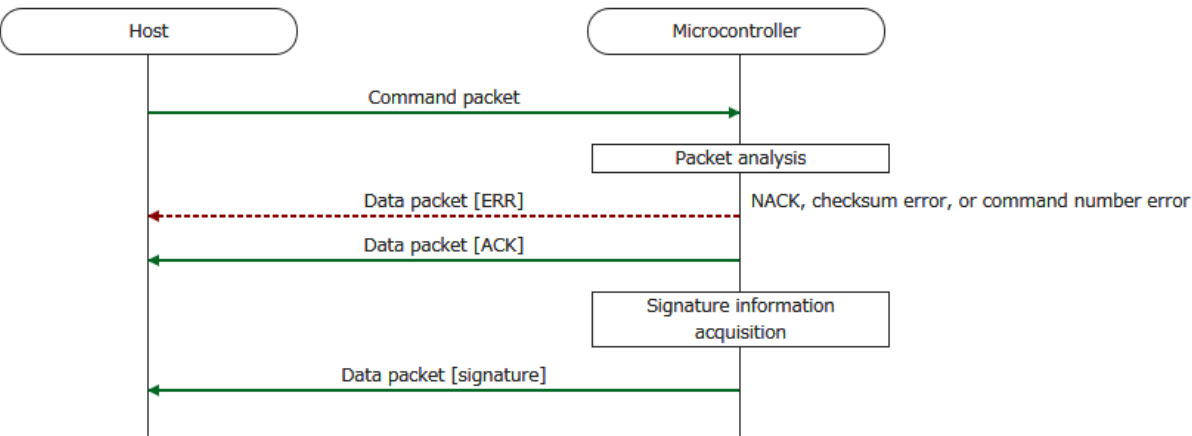 Host
Microcontroller
Command packet
Packet analysis
Data packet [ERR]
NACK, checksum error, or command number error
Data packet [ACK]
Signature information
acquisition
Data packet [signature]